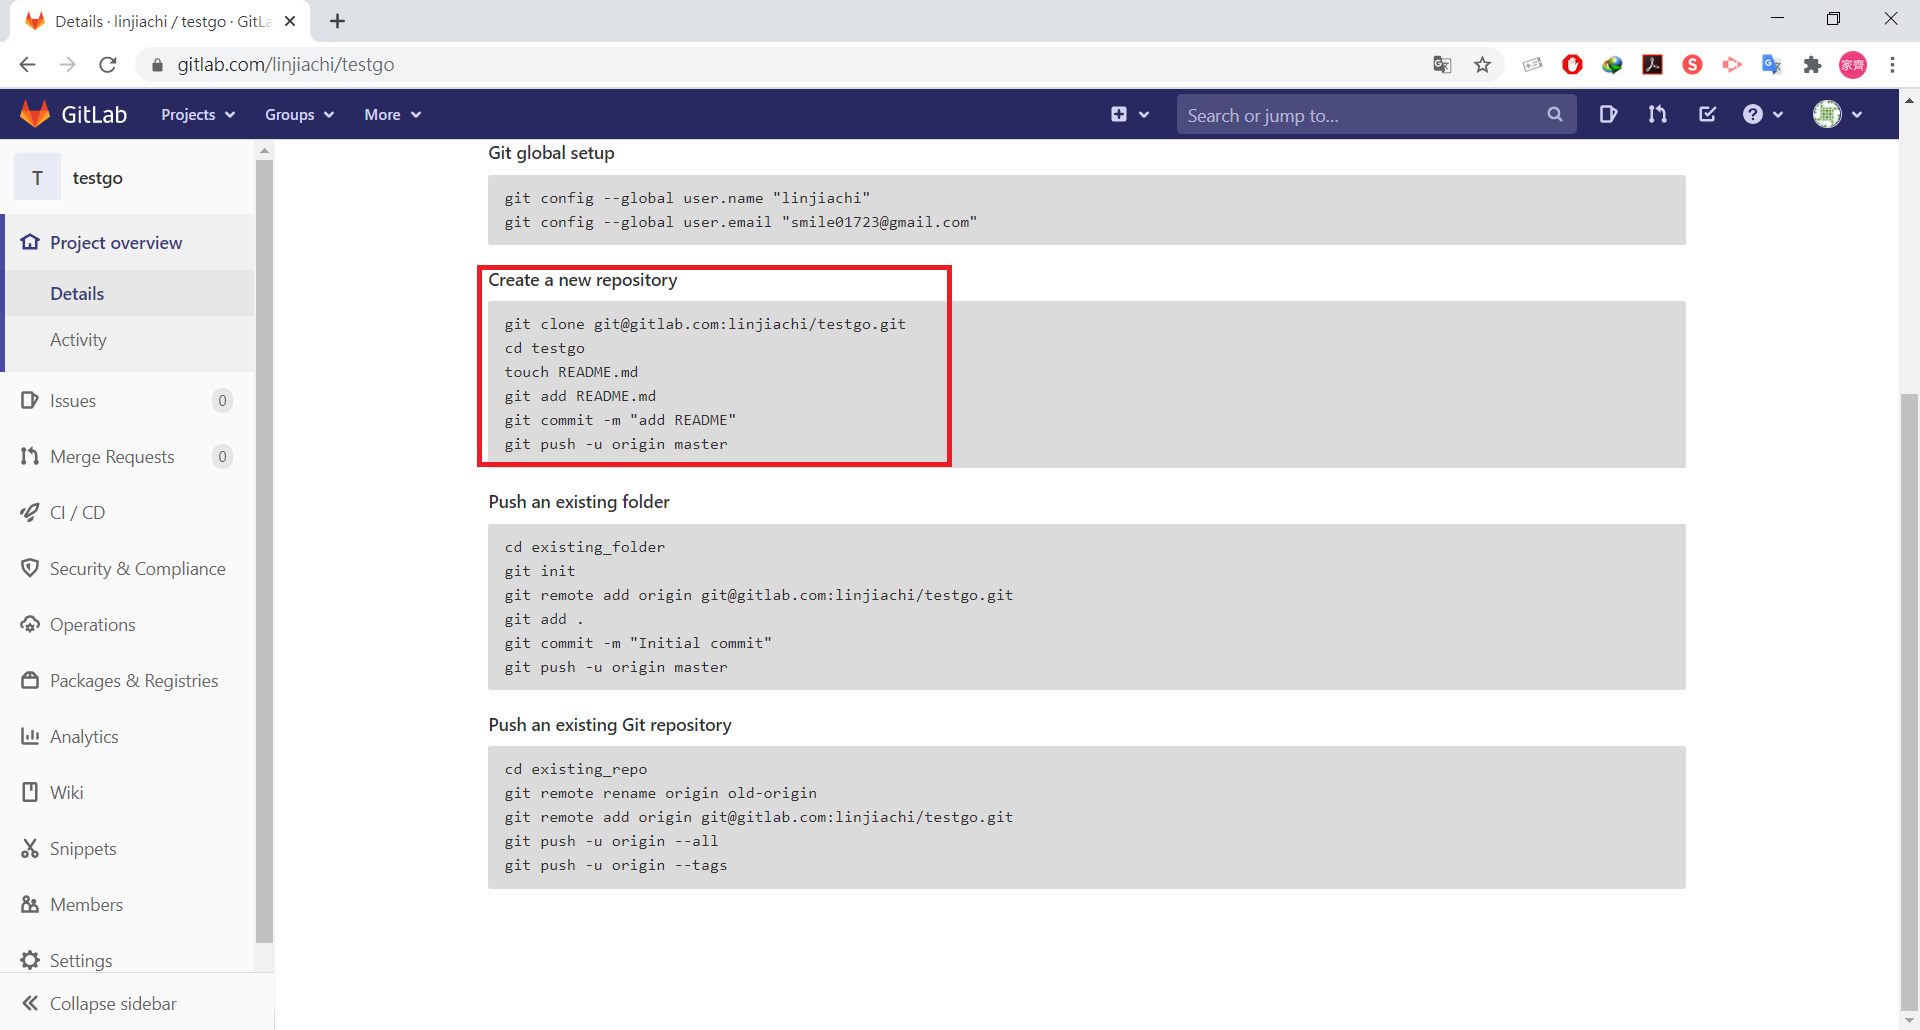 Details · linjiachi / testgo · GitLa
gitlab.com/linjiachi/testgo
家齊
GitLab
Projects
Groups
More
Search or jump to...
T
testgo
Project overview
Details
Activity
Issues 0
Merge Requests 0
CI / CD
Security & Compliance
Operations
Packages & Registries
Analytics
Wiki
Snippets
Members
Settings
Collapse sidebar
Git global setup
git config --global user.name "linjiachi"
git config --global user.email "smile01723@gmail.com"
Create a new repository
git clone git@gitlab.com:linjiachi/testgo.git
cd testgo
touch README.md
git add README.md
git commit -m "add README"
git push -u origin master
Push an existing folder
cd existing_folder
git init
git remote add origin git@gitlab.com:linjiachi/testgo.git
git add .
git commit -m "Initial commit"
git push -u origin master
Push an existing Git repository
cd existing_repo
git remote rename origin old-origin
git remote add origin git@gitlab.com:linjiachi/testgo.git
git push -u origin --all
git push -u origin --tags